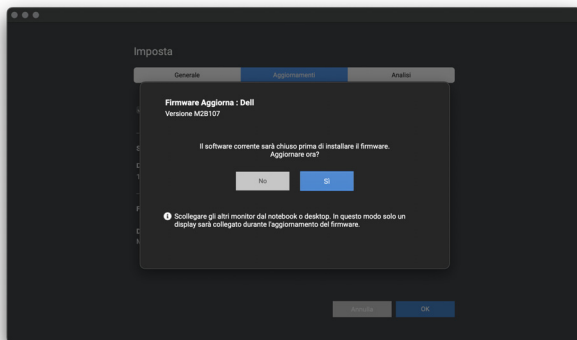 Imposta
Generale
Aggiornamenti
Analisi
Firmware Aggiorna : Dell
Versione M2B107
Il software corrente sarà chiuso prima di installare il firmware.
Aggiornare ora?
No
Sì
Scollegare gli altri monitor dal notebook o desktop. In questo modo solo un
display sarà collegato durante l'aggiornamento del firmware.
Annulla
OK